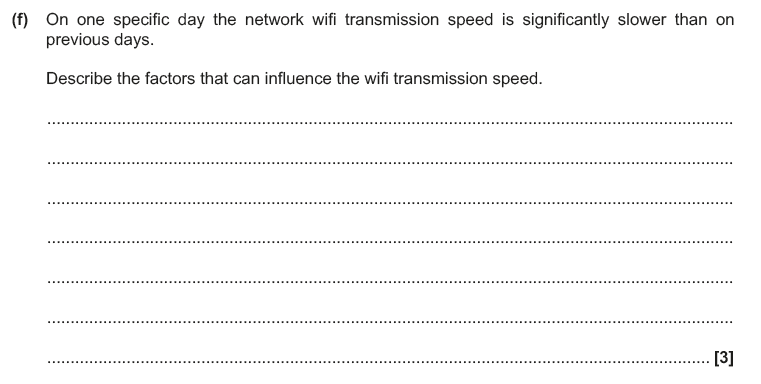 (f) On one specific day the network wifi transmission speed is significantly slower than on
previous days.
Describe the factors that can influence the wifi transmission speed.
....................................................................................................................................................
....................................................................................................................................................
....................................................................................................................................................
....................................................................................................................................................
....................................................................................................................................................
....................................................................................................................................................
............................................................................................................................................... [3]